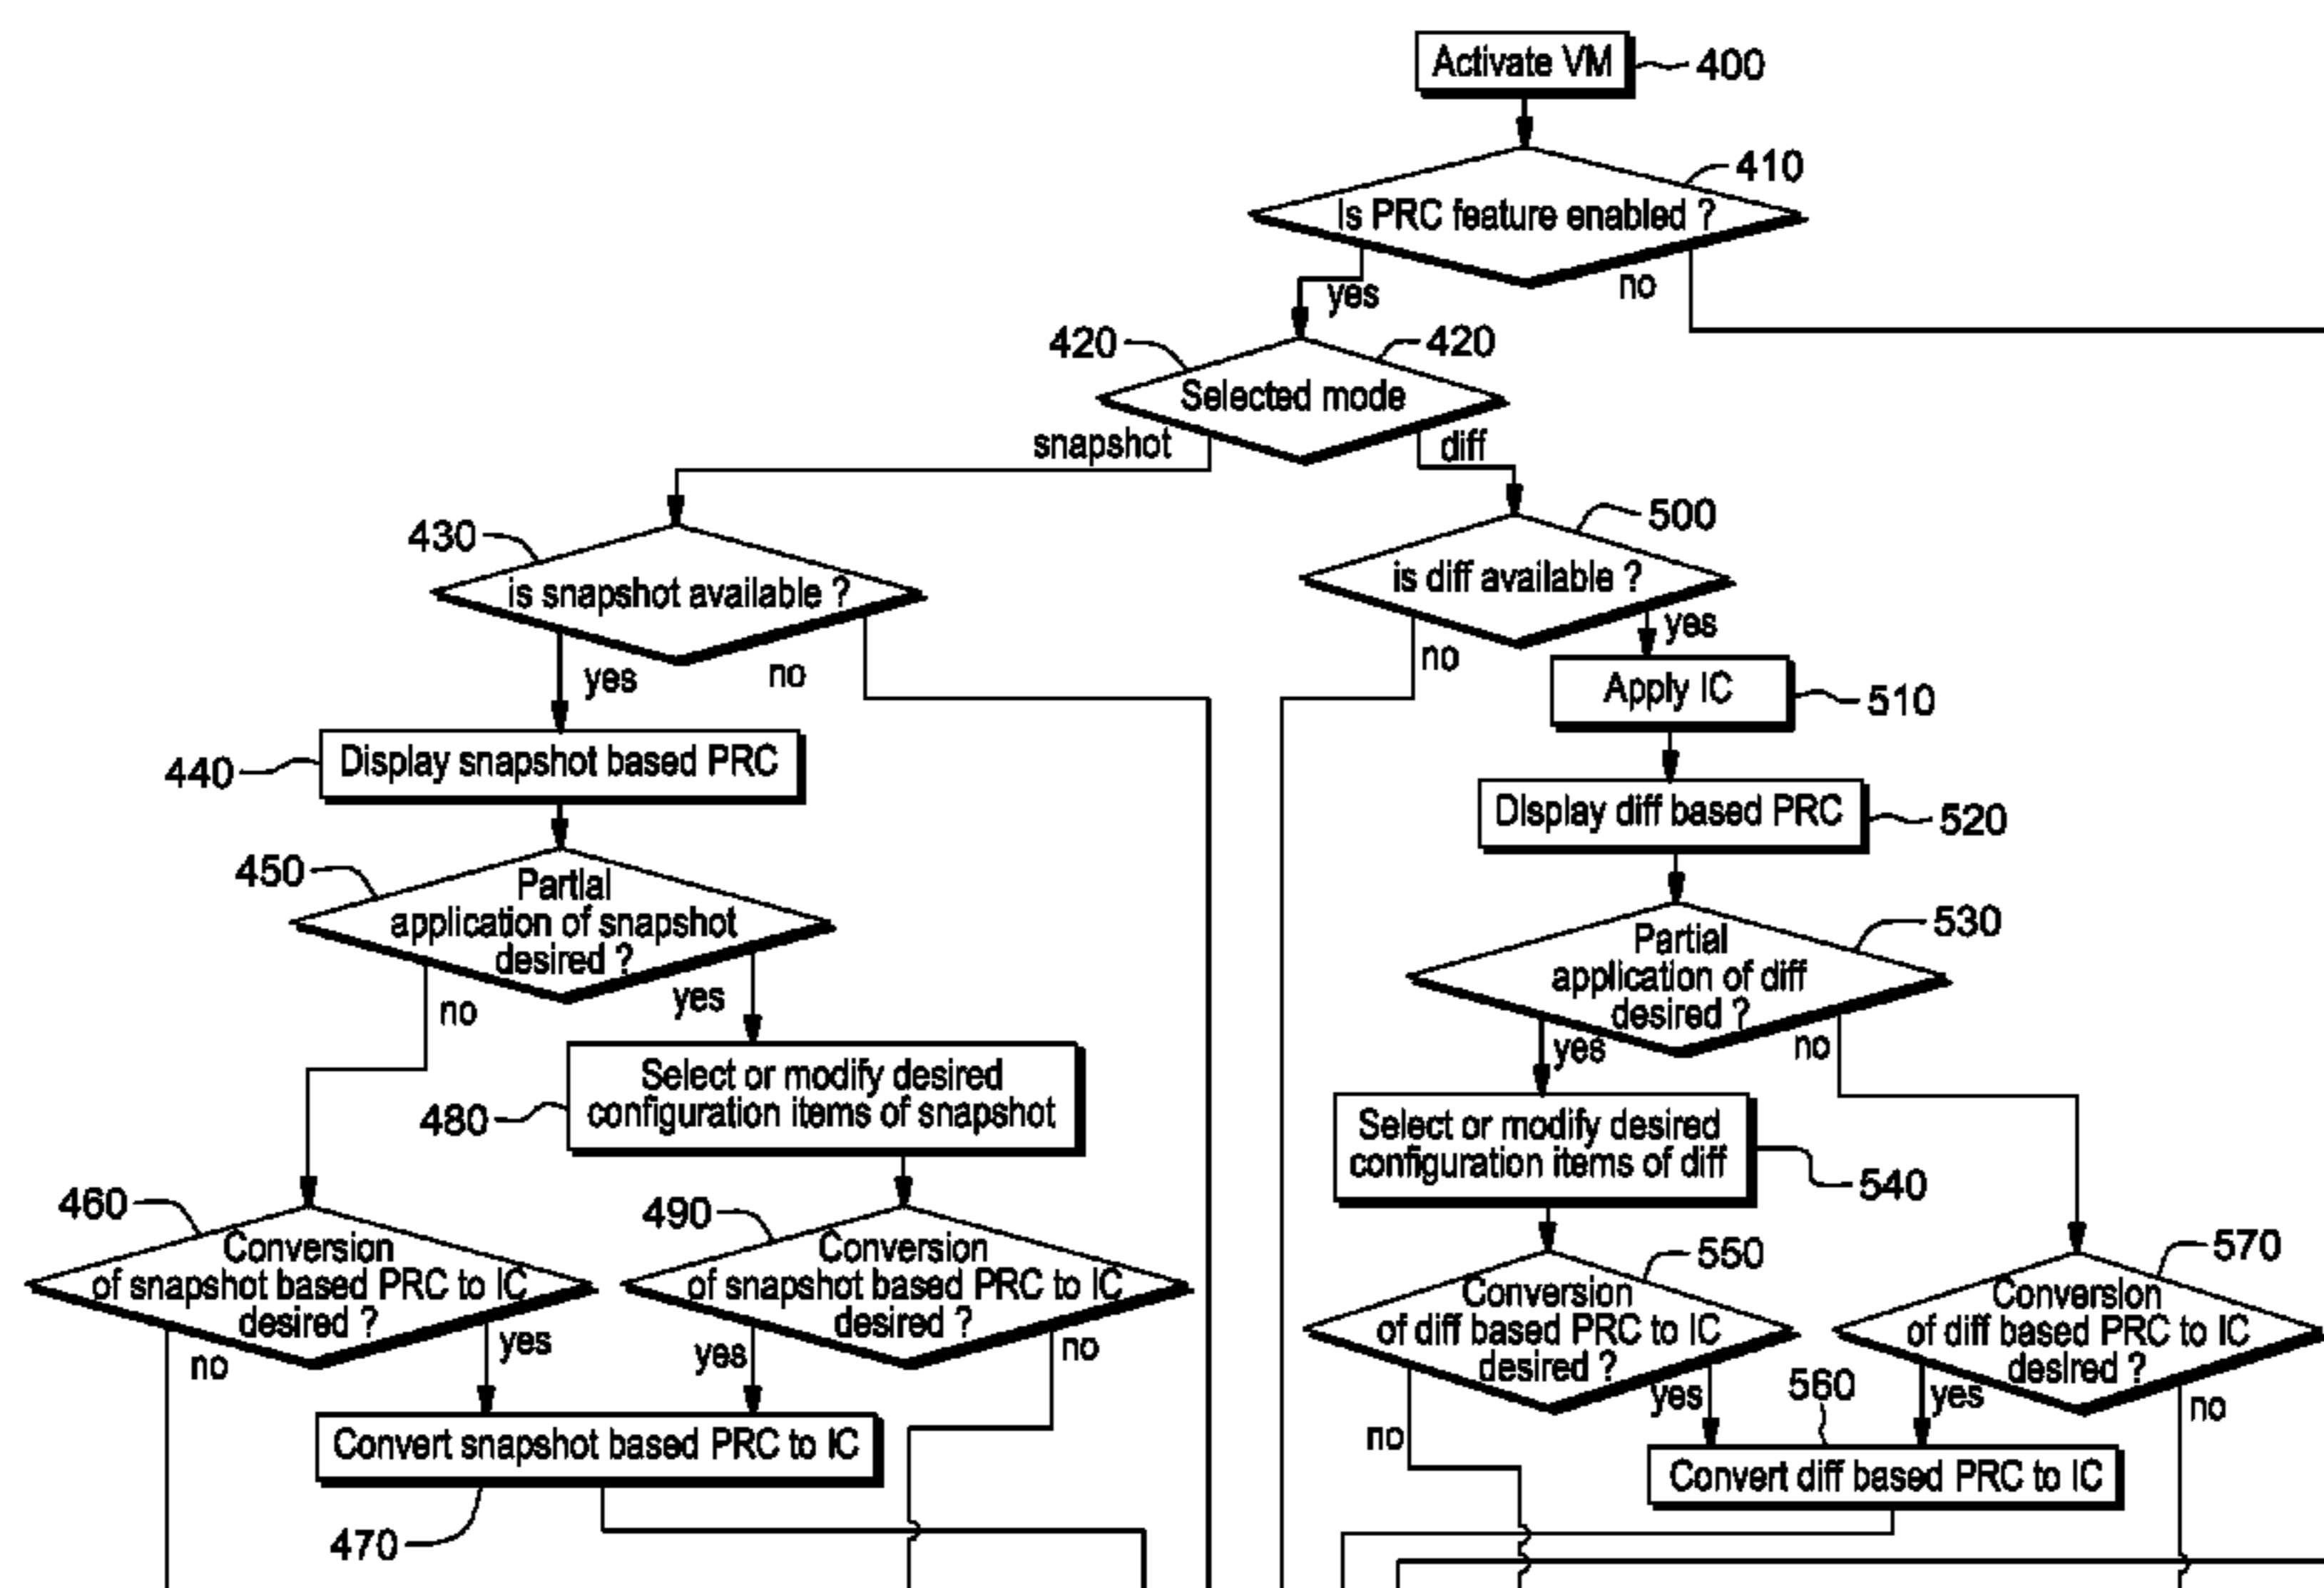 Activate VM
400
410
Is PRC feature enabled ?
yes
no
420
420
Selected mode
snapshot
diff
430
500
is snapshot available ?
is diff available ?
yes
no
no
yes
Apply IC
510
440
Display snapshot based PRC
Display diff based PRC
520
450
Partial
application of snapshot
desired ?
no
yes
530
Partial
application of diff
desired ?
yes
no
480
Select or modify desired
configuration items of snapshot
Select or modify desired
configuration items of diff
540
460
Conversion
of snapshot based PRC to IC
desired ?
no
yes
490
Conversion
of snapshot based PRC to IC
desired ?
yes
no
550
Conversion
of diff based PRC to IC
desired ?
no
yes
570
Conversion
of diff based PRC to IC
desired ?
yes
no
Convert snapshot based PRC to IC
470
560
Convert diff based PRC to IC